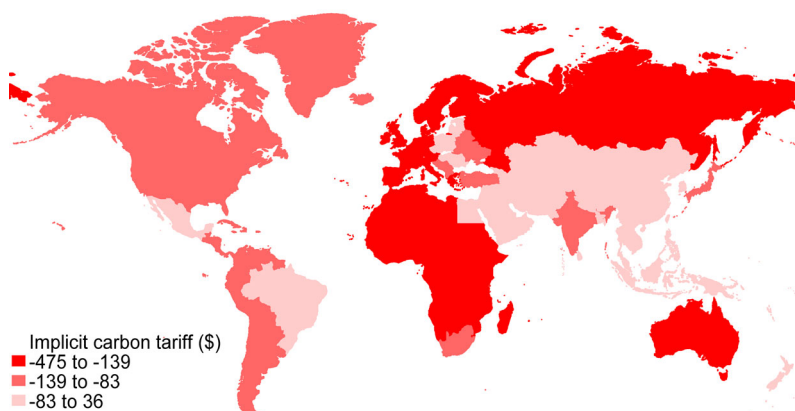 Implicit carbon tariff ($)
-475 to -139
-139 to -83
-83 to 36